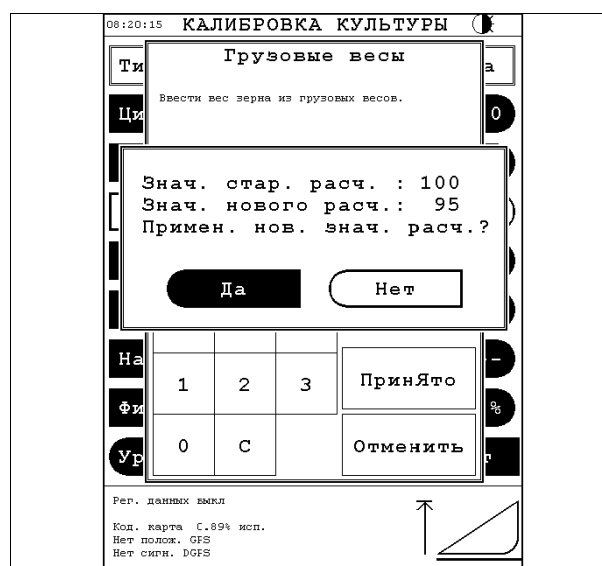 08:20:15 КАЛИБРОВКА КУЛЬТУРЫ
Грузовые весы
Ти
а
Ввести вес зерна из грузовых весов.
Ци
0
Знач. стар. расч. : 100
Знач. нового расч.: 95
Примен. нов. знач. расч.?
Да
Нет
На
-
1
2
3
ПринЯто
Фи
%
0
С
Отменить
Ур
т
Рег. данных выкл
Код. карта С.89% исп.
Нет полож. GPS
Нет сигн. DGPS